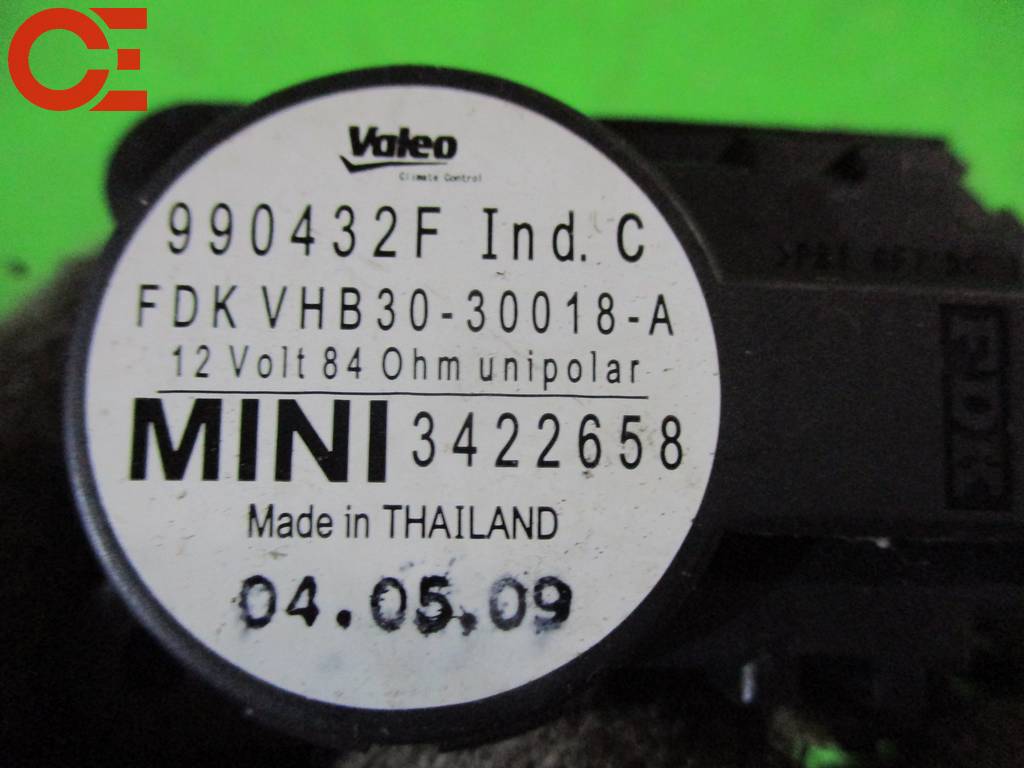 CE
Valeo
Climate Control
990432F Ind. C
FDK VHB30-30018-A
12 Volt 84 Ohm unipolar
MINI 3422658
Made in THAILAND
04.05.09
FDK